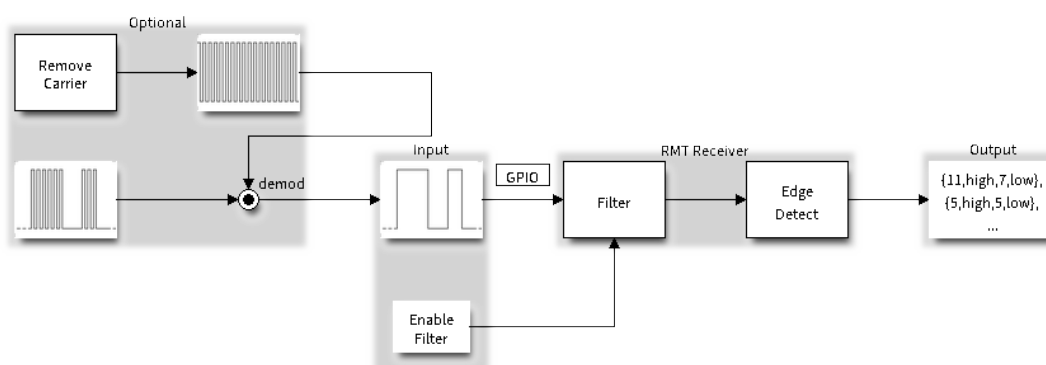 Optional
Remove
Carrier
demod
Input
GPIO
RMT Receiver
Filter
Edge
Detect
Output
{11,high,7,low},
{5,high,5,low},
...
Enable
Filter